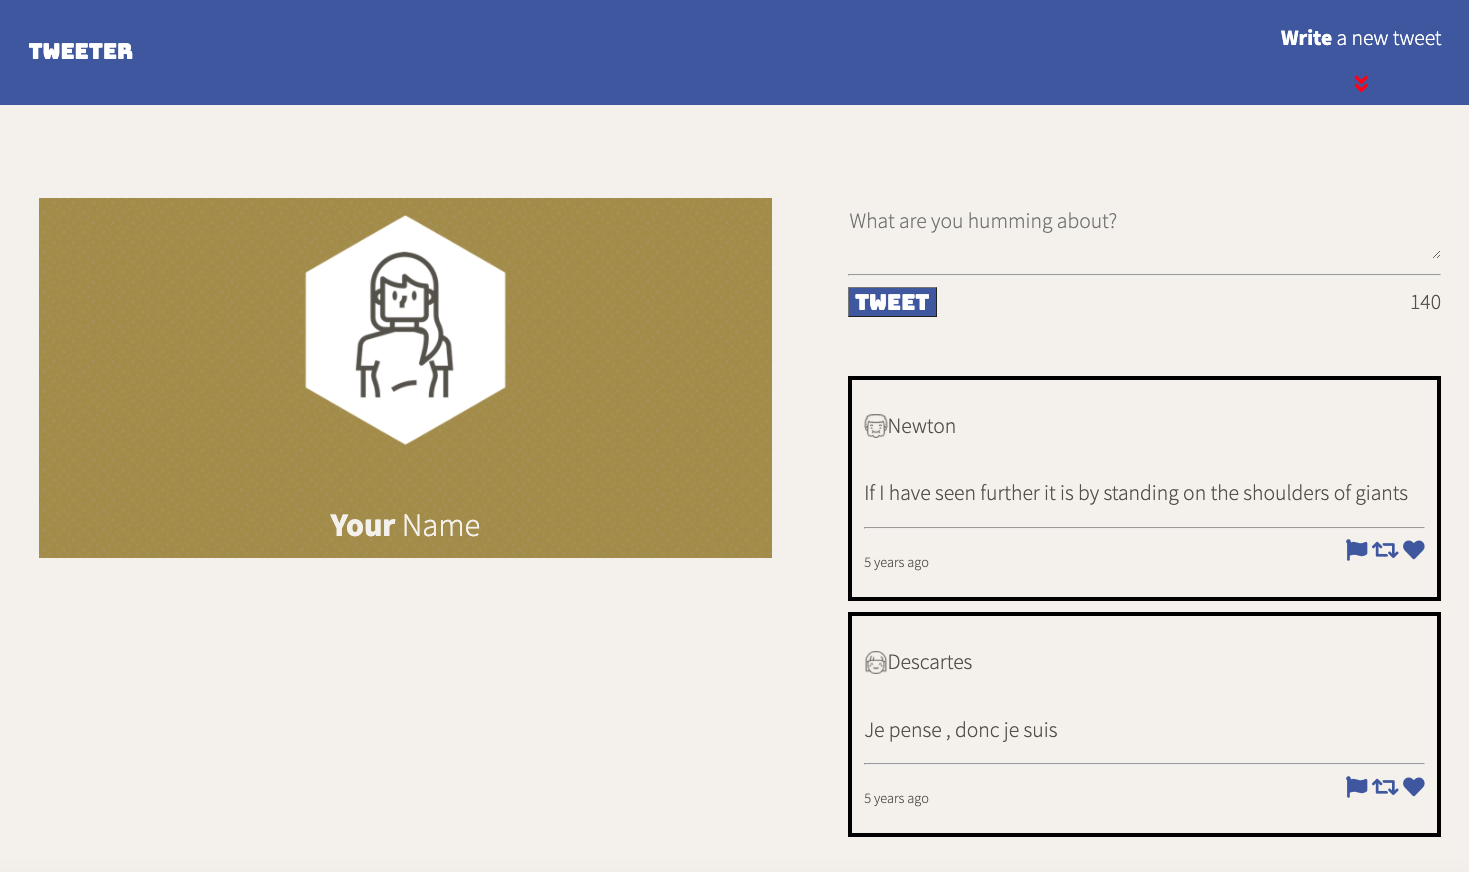 TWEETER
Write a new tweet
Your Name
What are you humming about?
TWEET
140
Newton
If I have seen further it is by standing on the shoulders of giants
5 years ago
Descartes
Je pense , donc je suis
5 years ago